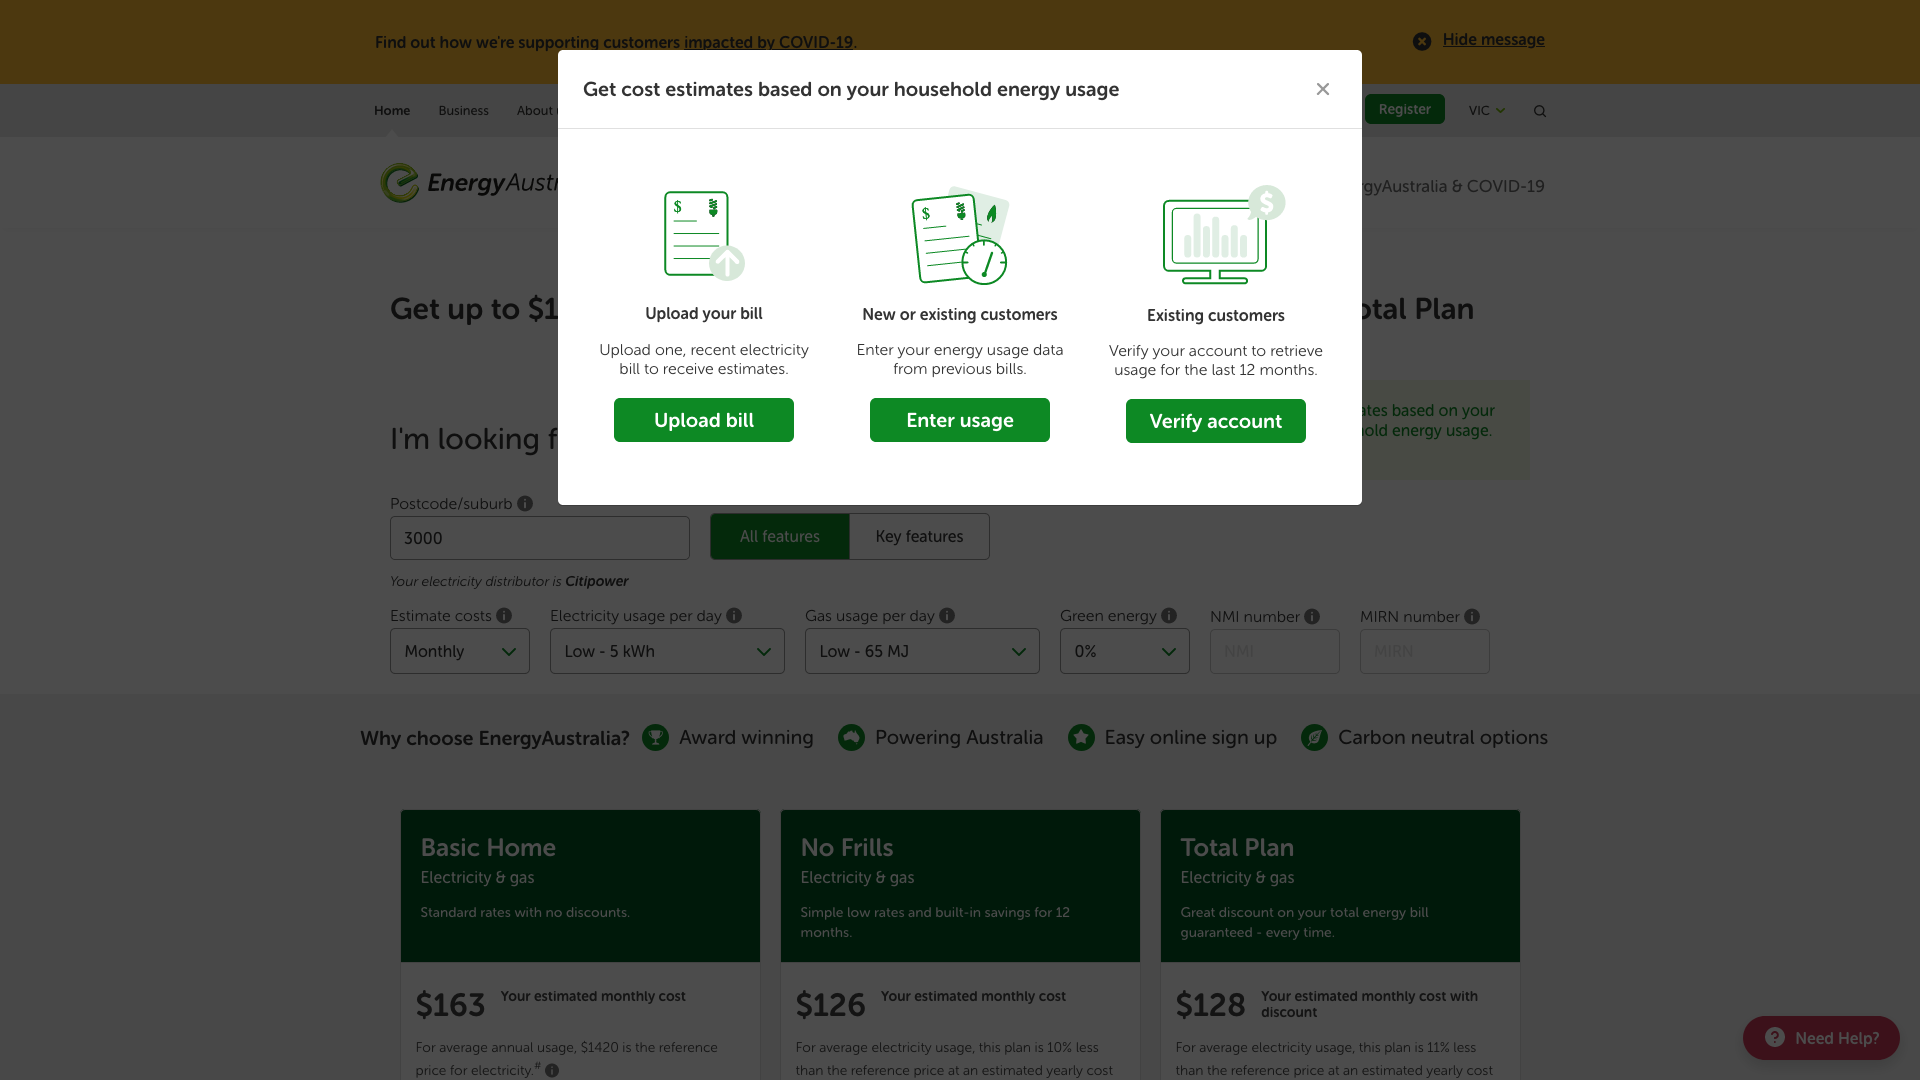 Find out how we're supporting customers impacted by COVID-19.
Hide message
Get cost estimates based on your household energy usage
Home
Business
About
Register
VIC
EnergyAustr
rgyAustralia & COVID-19
$
$
$
Upload your bill
New or existing customers
Existing customers
Upload one, recent electricity
bill to receive estimates.
Enter your energy usage data
from previous bills.
Verify your account to retrieve
usage for the last 12 months.
Upload bill
Enter usage
Verify account
Get up to $1
otal Plan
ates based on your
old energy usage.
I'm looking f
Postcode/suburb
3000
All features
Key features
Your electricity distributor is Citipower
Estimate costs
Electricity usage per day
Gas usage per day
Green energy
NMI number
MIRN number
Monthly
Low - 5 kWh
Low - 65 MJ
0%
NMI
MIRN
Why choose EnergyAustralia?
Award winning
Powering Australia
Easy online sign up
Carbon neutral options
Basic Home
Electricity & gas
Standard rates with no discounts.
$163 Your estimated monthly cost
For average annual usage, $1420 is the reference
price for electricity.#
No Frills
Electricity & gas
Simple low rates and built-in savings for 12
months.
$126 Your estimated monthly cost
For average electricity usage, this plan is 10% less
than the reference price at an estimated yearly cost
Total Plan
Electricity & gas
Great discount on your total energy bill
guaranteed - every time.
$128 Your estimated monthly cost with
discount
For average electricity usage, this plan is 11% less
than the reference price at an estimated yearly cost
Need Help?